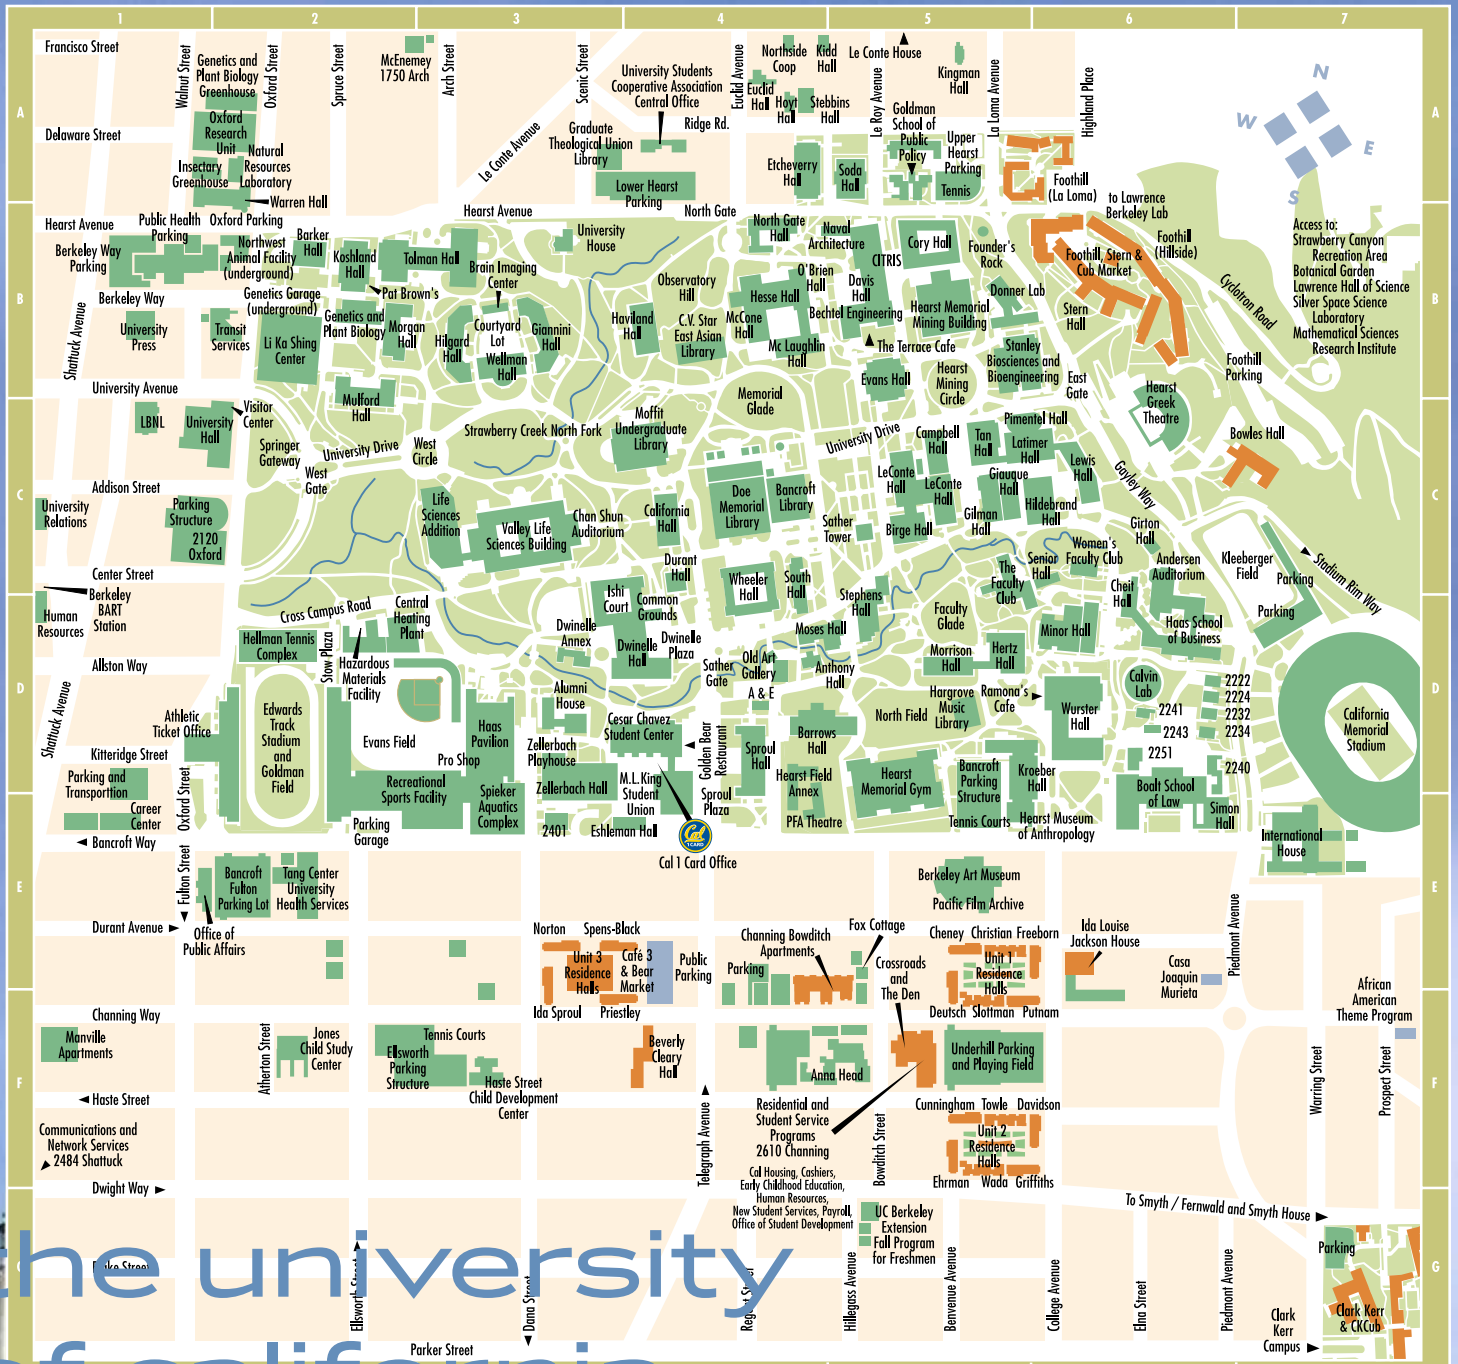 1 2 3 4 5 6 7
A
B
C
D
E
F
G
A
B
C
D
E
F
G
N
W
E
S
Francisco Street
Walnut Street
Genetics and
Plant Biology
Greenhouse
Oxford Street
Spruce Street
McEnemey
1750 Arch
Arch Street
Scenic Street
University Students
Cooperative Association
Central Office
Euclid Avenue
Northside
Coop
Kidd
Hall
Le Conte House
Le Roy Avenue
Kingman
Hall
La Loma Avenue
Highland Place
Euclid
Hall
Hoyt
Hall
Stebbins
Hall
Goldman
School of
Public
Policy
Upper
Hearst
Parking
Tennis
Delaware Street
Oxford
Research
Unit
Insectary
Greenhouse
Natural
Resources
Laboratory
Warren Hall
Le Conte Avenue
Graduate
Theological Union
Library
Ridge Rd.
Lower Hearst
Parking
Etcheverry
Hall
Soda
Hall
Foothill
(La Loma)
to Lawrence
Berkeley Lab
Hearst Avenue
Public Health
Parking
Oxford Parking
Hearst Avenue
North Gate
Berkeley Way
Parking
Northwest
Animal Facility
(underground)
Barker
Hall
Koshland
Hall
Tolman Hall
Brain Imaging
Center
University
House
North Gate
Hall
Naval
Architecture
CITRIS
Cory Hall
Founder's
Rock
Foothill, Stern &
Cub Market
Foothill
(Hillside)
Access to:
Strawberry Canyon
Recreation Area
Botanical Garden
Lawrence Hall of Science
Silver Space Science
Laboratory
Mathematical Sciences
Research Institute
Berkeley Way
Genetics Garage
(underground)
Pat Brown's
Observatory
Hill
Hesse Hall
O'Brien
Hall
Davis
Hall
Donner Lab
Cyclotron Road
Shattuck Avenue
University
Press
Transit
Services
Li Ka Shing
Center
Genetics and
Plant Biology
Morgan
Hall
Hilgard
Hall
Courtyard
Lot
Wellman
Hall
Giannini
Hall
Haviland
Hall
C.V. Star
East Asian
Library
McCone
Hall
Mc Laughlin
Hall
Bechtel Engineering
The Terrace Cafe
Hearst Memorial
Mining Building
Stern
Hall
Stanley
Biosciences and
Bioengineering
Foothill
Parking
University Avenue
Mulford
Hall
Memorial
Glade
Evans Hall
Hearst
Mining
Circle
East
Gate
Hearst
Greek
Theatre
LBNL
University
Hall
Visitor
Center
Springer
Gateway
University Drive
West
Gate
West
Circle
Strawberry Creek North Fork
Moffit
Undergraduate
Library
University Drive
Campbell
Hall
Tan
Hall
Pimentel Hall
Latimer
Hall
Lewis
Hall
Gayley Way
Bowles Hall
Addison Street
University
Relations
Parking
Structure
2120
Oxford
Life
Sciences
Addition
Valley Life
Sciences Building
Chan Shun
Auditorium
California
Hall
Doe
Memorial
Library
Bancroft
Library
Sather
Tower
LeConte
Hall
LeConte
Hall
Birge Hall
Giauque
Hall
Gilman
Hall
Hildebrand
Hall
Girton
Hall
Kleeberger
Field
Parking
Parking
Stadium Rim Way
Center Street
Berkeley
BART
Station
Human
Resources
Cross Campus Road
Central
Heating
Plant
Ishi
Court
Durant
Hall
Common
Grounds
Wheeler
Hall
South
Hall
Stephens
Hall
Faculty
Glade
The
Faculty
Club
Senior
Hall
Women's
Faculty Club
Cheit
Hall
Andersen
Auditorium
Haas School
of Business
Hellman Tennis
Complex
Stow Plaza
Hazardous
Materials
Facility
Dwinelle
Annex
Dwinelle
Hall
Dwinelle
Plaza
Moses Hall
Minor Hall
Allston Way
Sather
Gate
Old Art
Gallery
Anthony
Hall
Morrison
Hall
Hertz
Hall
Shattuck Avenue
Athletic
Ticket Office
Edwards
Track
Stadium
and
Goldman
Field
Evans Field
Haas
Pavilion
Pro Shop
Alumni
House
Cesar Chavez
Student Center
A & E
Golden Bear
Restaurant
Barrows
Hall
North Field
Hargrove
Music
Library
Ramona's
Cafe
Wurster
Hall
Calvin
Lab
2222
2224
2232
2234
2241
2243
2251
2240
California
Memorial
Stadium
Kitteridge Street
Parking and
Transporttion
Career
Center
Oxford Street
Recreational
Sports Facility
Spieker
Aquatics
Complex
Zellerbach
Playhouse
Zellerbach Hall
M.L.King
Student
Union
Sproul
Hall
Sproul
Plaza
Hearst Field
Annex
PFA Theatre
Hearst
Memorial Gym
Bancroft
Parking
Structure
Kroeber
Hall
Tennis Courts
Hearst Museum
of Anthropology
Boalt School
of Law
Simon
Hall
International
House
Bancroft Way
Parking
Garage
2401
Eshleman Hall
Cal
1 CARD
Cal 1 Card Office
Fulton Street
Bancroft
Fulton
Parking Lot
Tang Center
University
Health Services
Berkeley Art Museum
Pacific Film Archive
Durant Avenue
Office of
Public Affairs
Norton
Spens-Black
Unit 3
Residence
Halls
Café 3
& Bear
Market
Public
Parking
Ida Sproul
Priestley
Channing Bowditch
Apartments
Parking
Fox Cottage
Crossroads
and
The Den
Cheney Christian Freeborn
Unit 1
Residence
Halls
Deutsch Slottman Putnam
Ida Louise
Jackson House
Casa
Joaquin
Murieta
Piedmont Avenue
African
American
Theme Program
Channing Way
Manville
Apartments
Atherton Street
Jones
Child Study
Center
Tennis Courts
Ellsworth
Parking
Structure
Haste Street
Child Development
Center
Beverly
Cleary
Hall
Anna Head
Underhill Parking
and Playing Field
Warring Street
Prospect Street
Haste Street
Communications and
Network Services
2484 Shattuck
Telegraph Avenue
Residential and
Student Service
Programs
2610 Channing
Cal Housing, Cashiers,
Early Childhood Education,
Human Resources,
New Student Services, Payroll,
Office of Student Development
Bowditch Street
Cunningham Towle Davidson
Unit 2
Residence
Halls
Ehrman Wada Griffiths
Dwight Way
To Smyth / Fernwald and Smyth House
UC Berkeley
Extension
Fall Program
for Freshmen
Ellsworth Street
Dana Street
Hillegass Avenue
Benvenue Avenue
College Avenue
Etna Street
Piedmont Avenue
Parking
Clark Kerr
& CKCub
Clark
Kerr
Campus
Parker Street
he university
of california